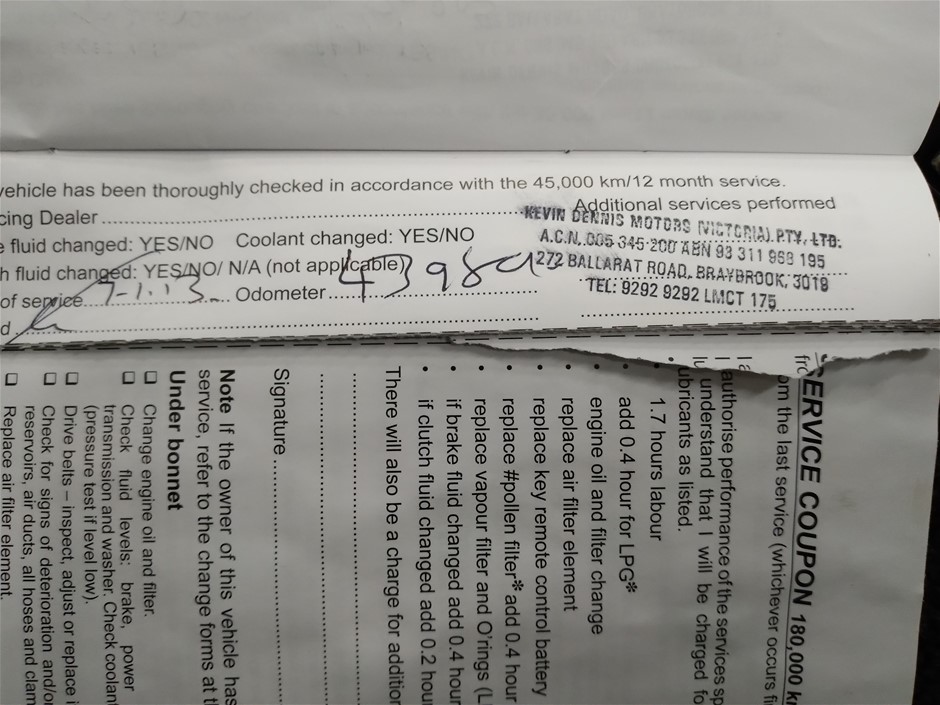 vehicle has been thoroughly checked in accordance with the 45,000 km/12 month service.
cing Dealer
Additional services performed
KEVIN DENNIS MOTORS (VICTORIA). PTY. LTD.
A.C.N. 005 345 200 ABN 93 311 968 195
272 BALLARAT ROAD, BRAYBROOK, 3019
TEL: 9292 9292 LMCT 175
e fluid changed: YES/NO Coolant changed: YES/NO
h fluid changed: YES/NO/ N/A (not applicable)
of service Odometer
d
SERVICE COUPON 180,000 k
om the last service (whichever occurs fi
I authorise performance of the services sp
I understand that I will be charged fo
lubricants as listed.
• 1.7 hours labour
• add 0.4 hour for LPG*
• engine oil and filter change
• replace air filter element
• replace key remote control battery
• replace #pollen filter* add 0.4 hour
• replace vapour filter and O'rings (L
• if brake fluid changed add 0.4 hour
• if clutch fluid changed add 0.2 hou
There will also be a charge for addition
Signature
Note If the owner of this vehicle has
service, refer to the change forms at t
Under bonnet
Change engine oil and filter.
Check fluid levels: brake, power
transmission and washer. Check coolant
(pressure test if level low).
Drive belts – inspect, adjust or replace i
Check for signs of deterioration and/o
reservoirs, air ducts, all hoses and clam
Replace air filter element.